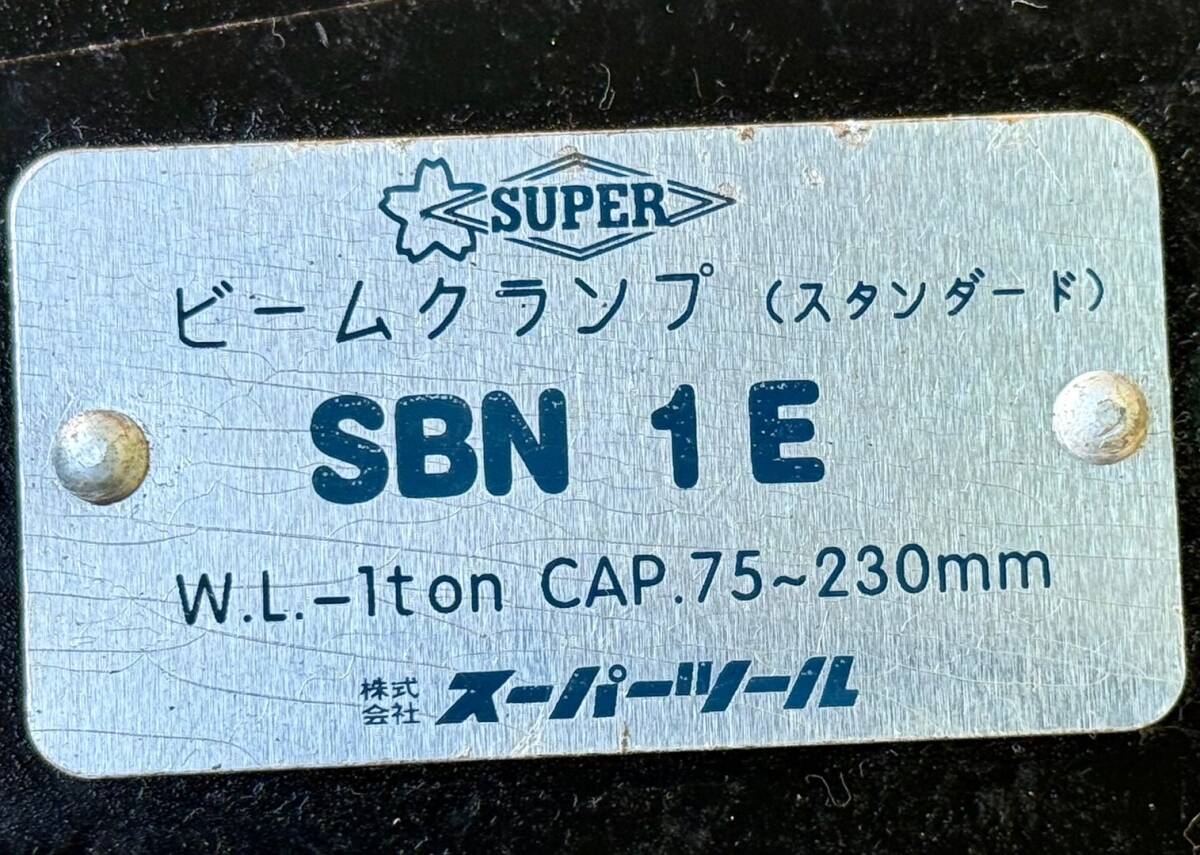 SUPER
ビームクランプ (スタンダード)
SBN 1E
W.L.-1ton CAP.75~230mm
株式会社 スーパーツール